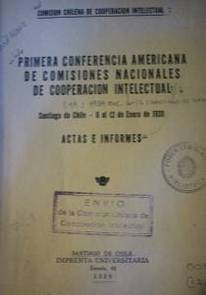 COMISION CHILENA DE COOPERACION INTELECTUAL
PRIMERA CONFERENCIA AMERICANA
DE COMISIONES NACIONALES
DE COOPERACION INTELECTUAL
Santiago de Chile - 6 al 12 de Enero de 1939
ACTAS E INFORMES
ENVIO
de la Comisión Chilena de
Cooperación Intelectual
SANTIAGO DE CHILE
IMPRENTA UNIVERSITARIA
1939